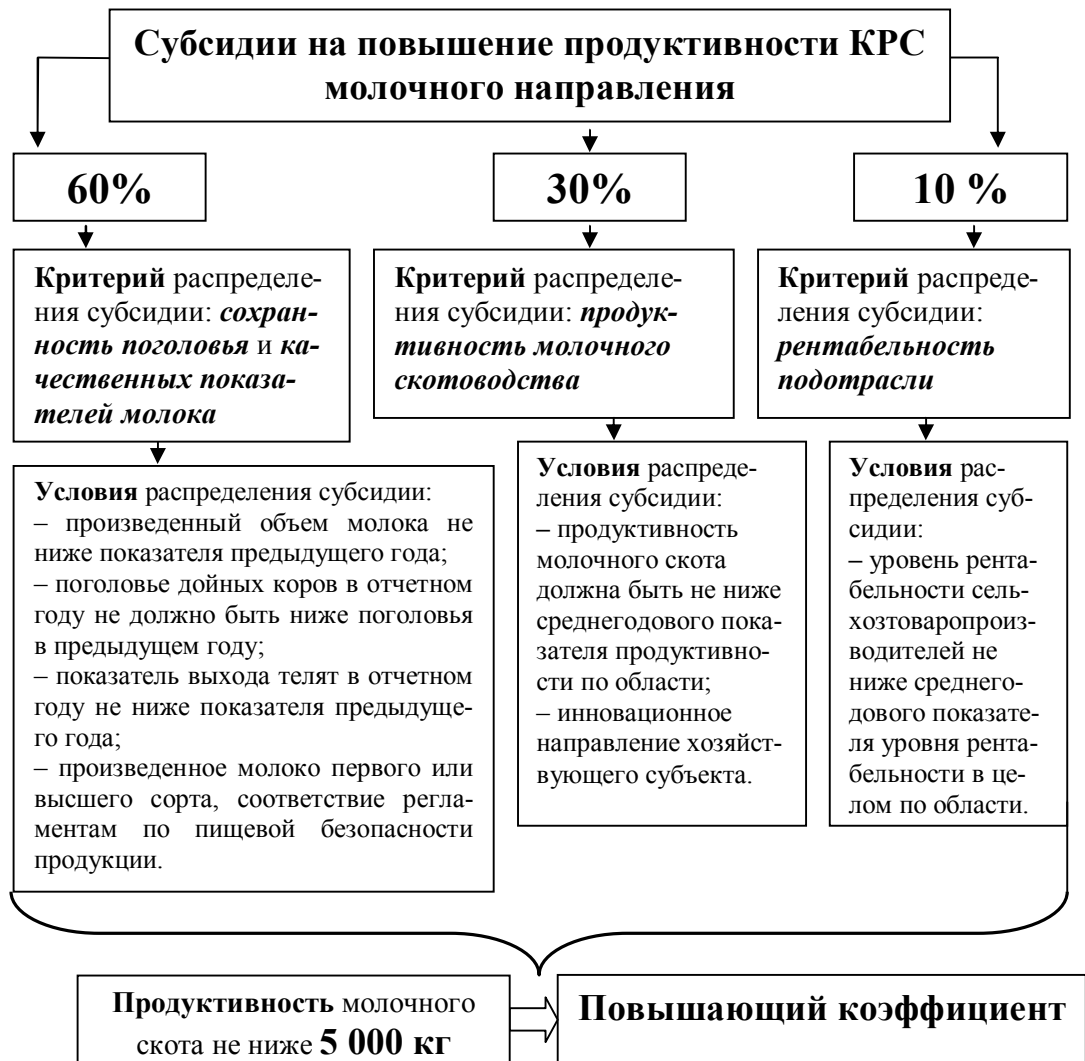 Субсидии на повышение продуктивности КРС
молочного направления
60%
30%
10 %
Критерий распределе-
ния субсидии: сохран-
ность поголовья и ка-
чественных показа-
телей молока
Критерий распределе-
ния субсидии: продук-
тивность молочного
скотоводства
Критерий распреде-
ления субсидии:
рентабельность
подотрасли
Условия распределения субсидии:
– произведенный объем молока не
ниже показателя предыдущего года;
– поголовье дойных коров в отчетном
году не должно быть ниже поголовья
в предыдущем году;
– показатель выхода телят в отчетном
году не ниже показателя предыдуще-
го года;
– произведенное молоко первого или
высшего сорта, соответствие регла-
ментам по пищевой безопасности
продукции.
Условия распреде-
ления субсидии:
– продуктивность
молочного скота
должна быть не ниже
среднегодового пока-
зателя продуктивно-
сти по области;
– инновационное
направление хозяйст-
вующего субъекта.
Условия рас-
пределения суб-
сидии:
– уровень рента-
бельности сель-
хозтоваропроиз-
водителей не
ниже среднего-
дового показате-
ля уровня рента-
бельности в це-
лом по области.
Продуктивность молочного
скота не ниже 5 000 кг
Повышающий коэффициент